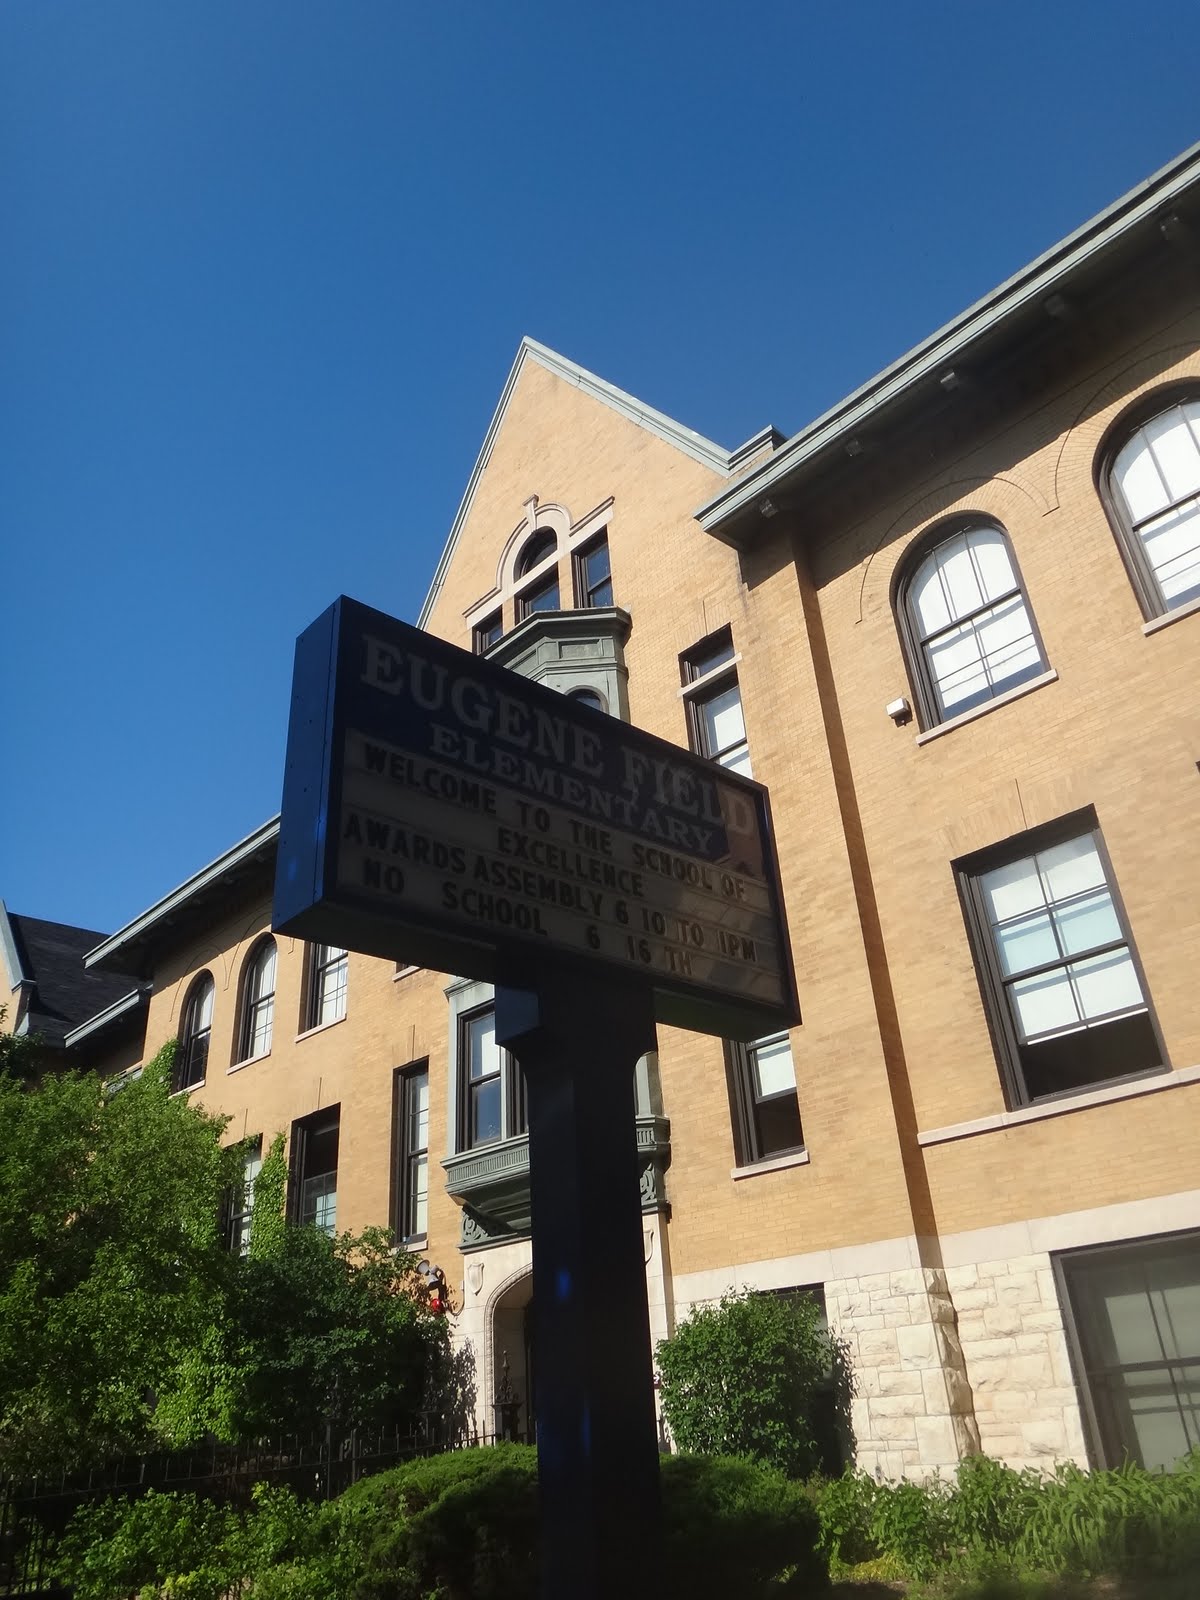 EUGENE FIELD
ELEMENTARY
WELCOME TO THE SCHOOL OF
EXCELLENCE
AWARDS ASSEMBLY 6 10 TO 1PM
NO SCHOOL 6 16 TH